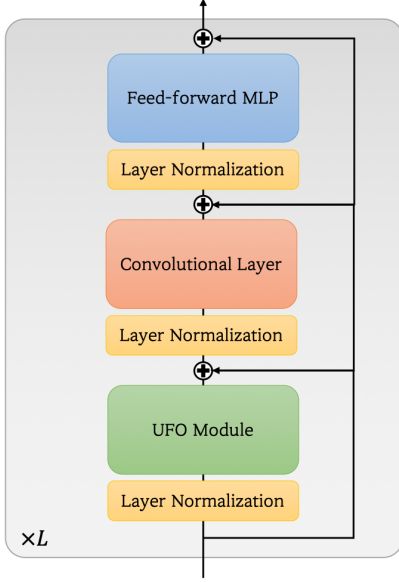 Feed-forward MLP
Layer Normalization
Convolutional Layer
Layer Normalization
UFO Module
Layer Normalization
×L